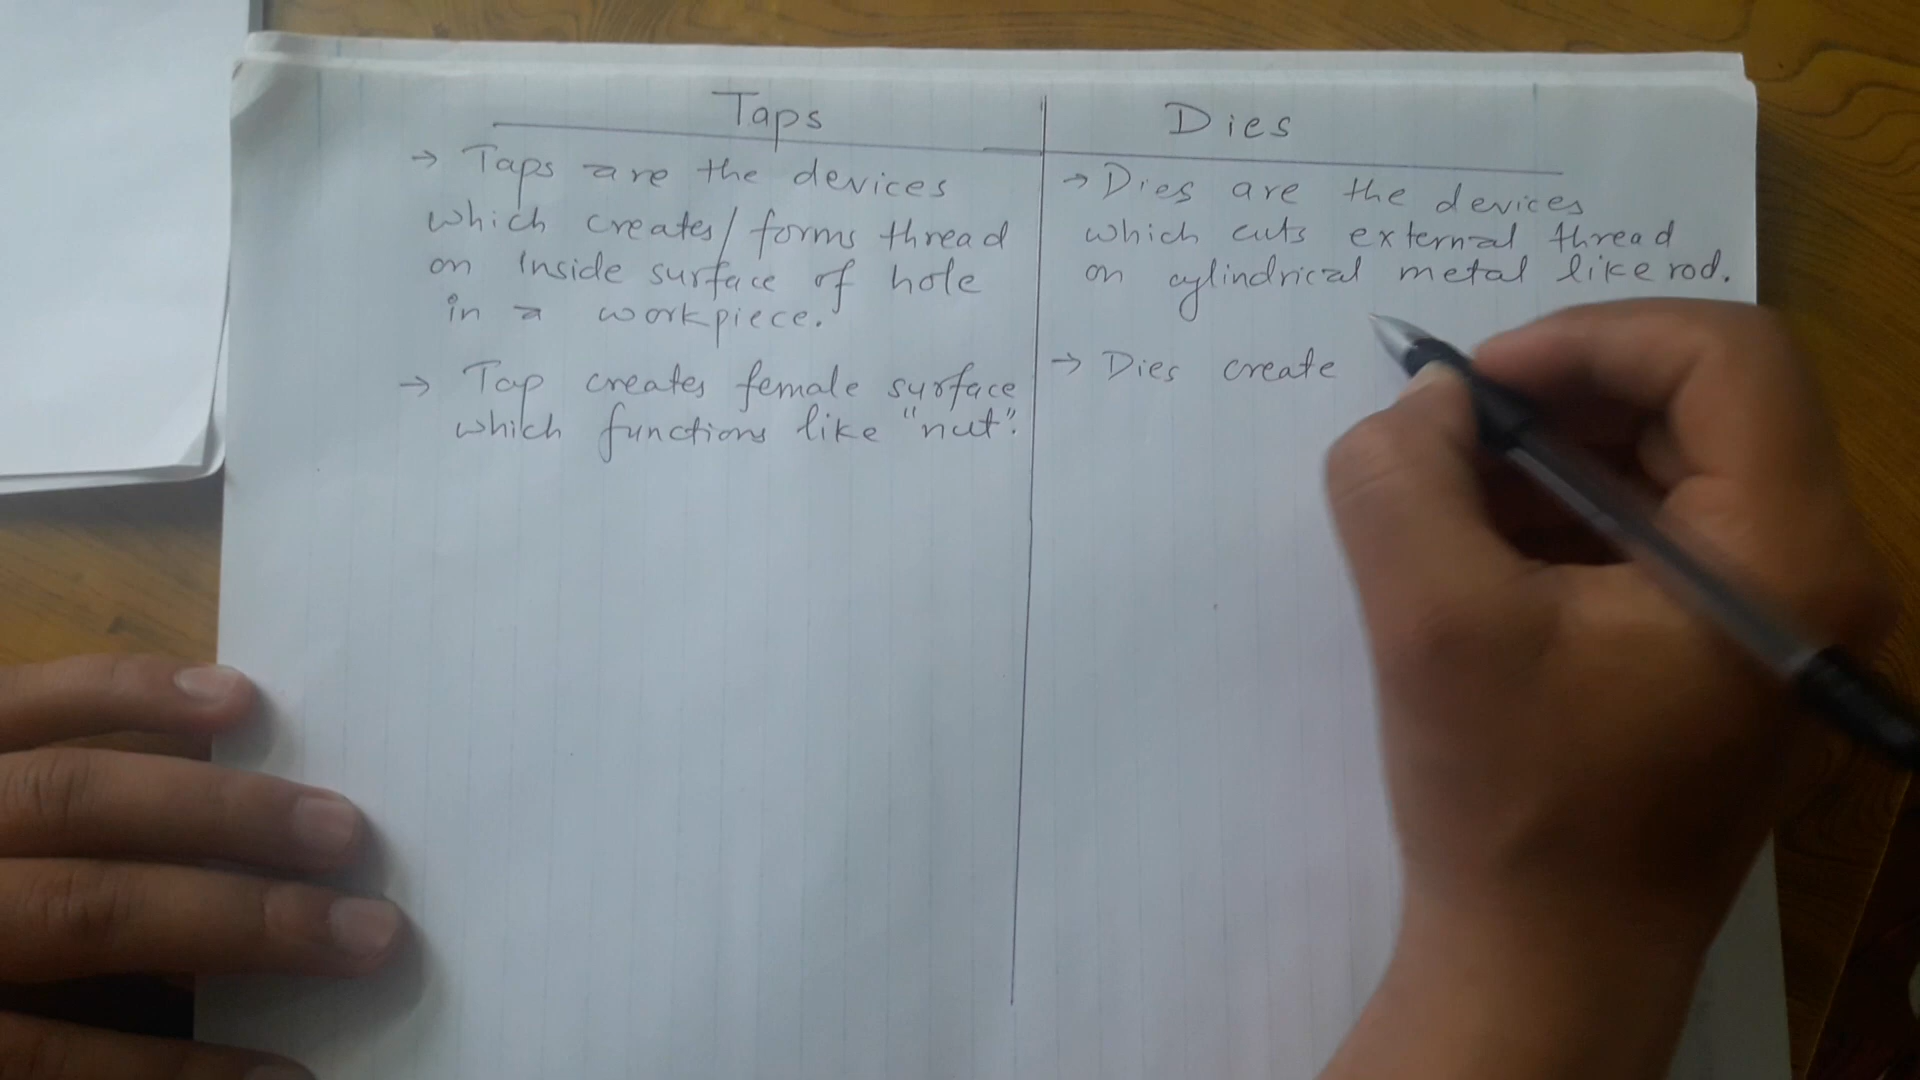 Taps
→ Taps are the devices
which creates/forms thread
on inside surface of hole
in a workpiece.
→ Tap creates female surface
which functions like "nut".
Dies
→ Dies are the devices
which cuts external thread
on cylindrical metal like rod.
→ Dies create